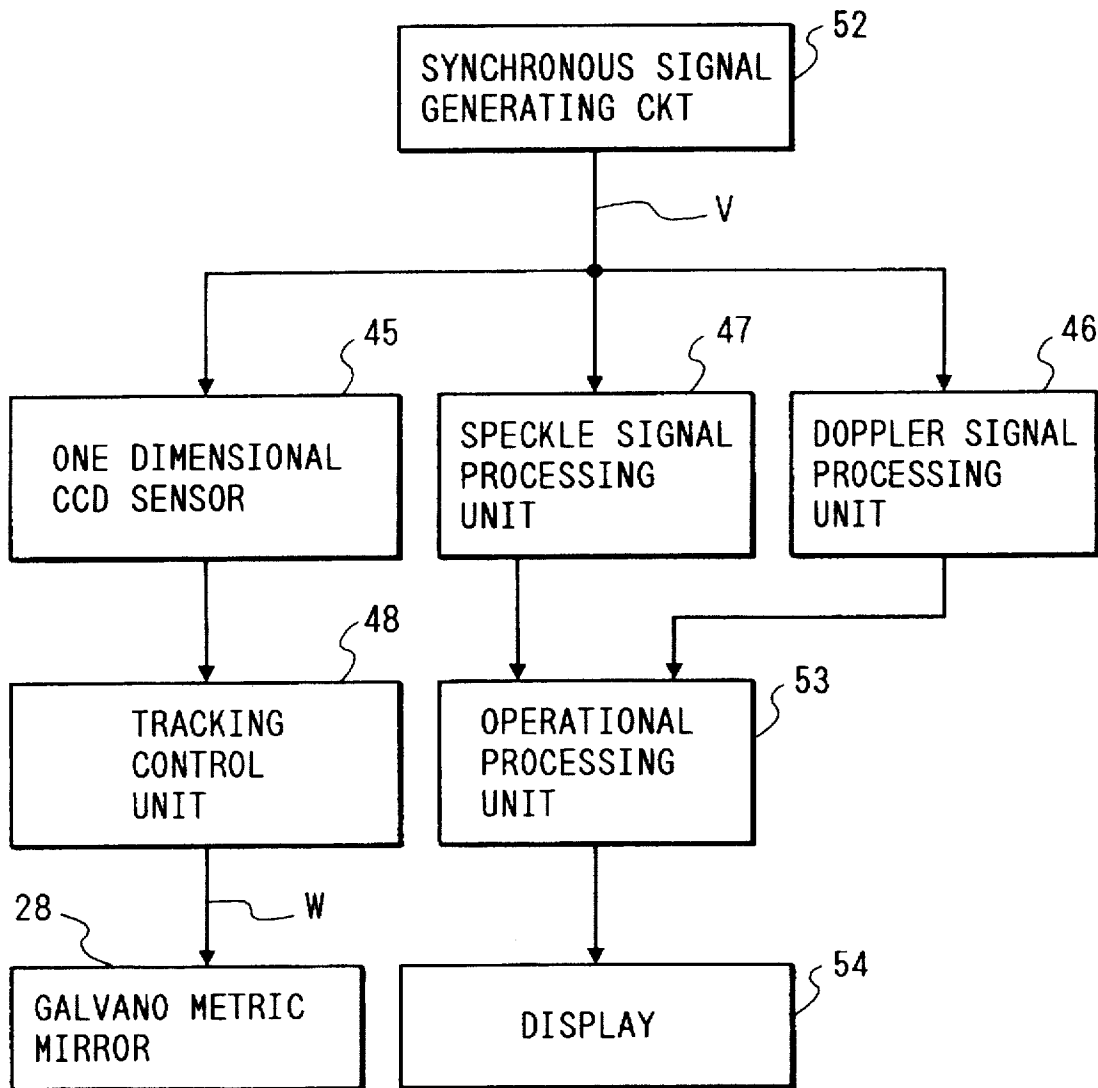 52
SYNCHRONOUS SIGNAL
GENERATING CKT
V
45
47
46
ONE DIMENSIONAL
CCD SENSOR
SPECKLE SIGNAL
PROCESSING
UNIT
DOPPLER SIGNAL
PROCESSING
UNIT
48
53
TRACKING
CONTROL
UNIT
OPERATIONAL
PROCESSING
UNIT
28
W
54
GALVANO METRIC
MIRROR
DISPLAY